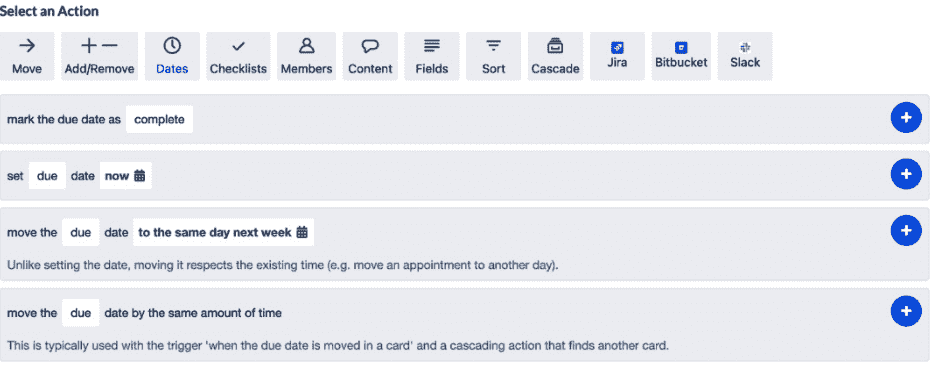 Select an Action
Move Add/Remove Dates Checklists Members Content Fields Sort Cascade Jira Bitbucket Slack
mark the due date as complete
set due date now
move the due date to the same day next week
Unlike setting the date, moving it respects the existing time (e.g. move an appointment to another day).
move the due date by the same amount of time
This is typically used with the trigger 'when the due date is moved in a card' and a cascading action that finds another card.